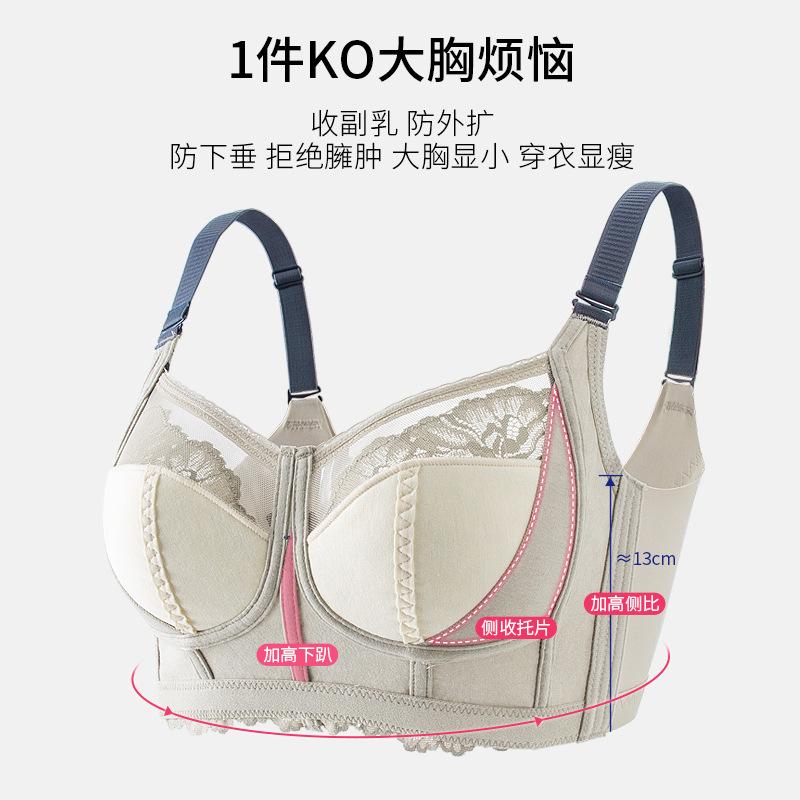 1件KO大胸烦恼
收副乳 防外扩
防下垂 拒绝臃肿 大胸显小 穿衣显瘦
≈13cm
加高侧比
侧收托片
加高下趴